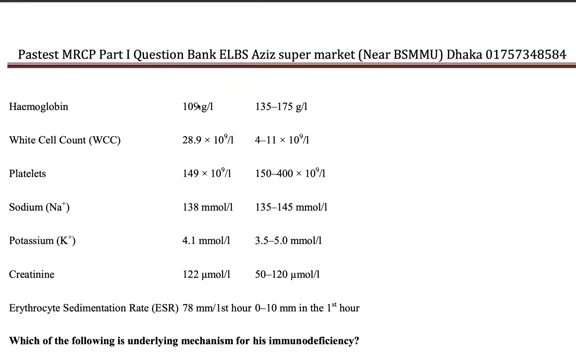 Pastest MRCP Part I Question Bank ELBS Aziz super market (Near BSMMU) Dhaka 01757348584
Haemoglobin 109 g/l 135–175 g/l
White Cell Count (WCC) 28.9 × 10⁹/l 4–11 × 10⁹/l
Platelets 149 × 10⁹/l 150–400 × 10⁹/l
Sodium (Na⁺) 138 mmol/l 135–145 mmol/l
Potassium (K⁺) 4.1 mmol/l 3.5–5.0 mmol/l
Creatinine 122 µmol/l 50–120 µmol/l
Erythrocyte Sedimentation Rate (ESR) 78 mm/1st hour 0–10 mm in the 1ˢᵗ hour
Which of the following is underlying mechanism for his immunodeficiency?